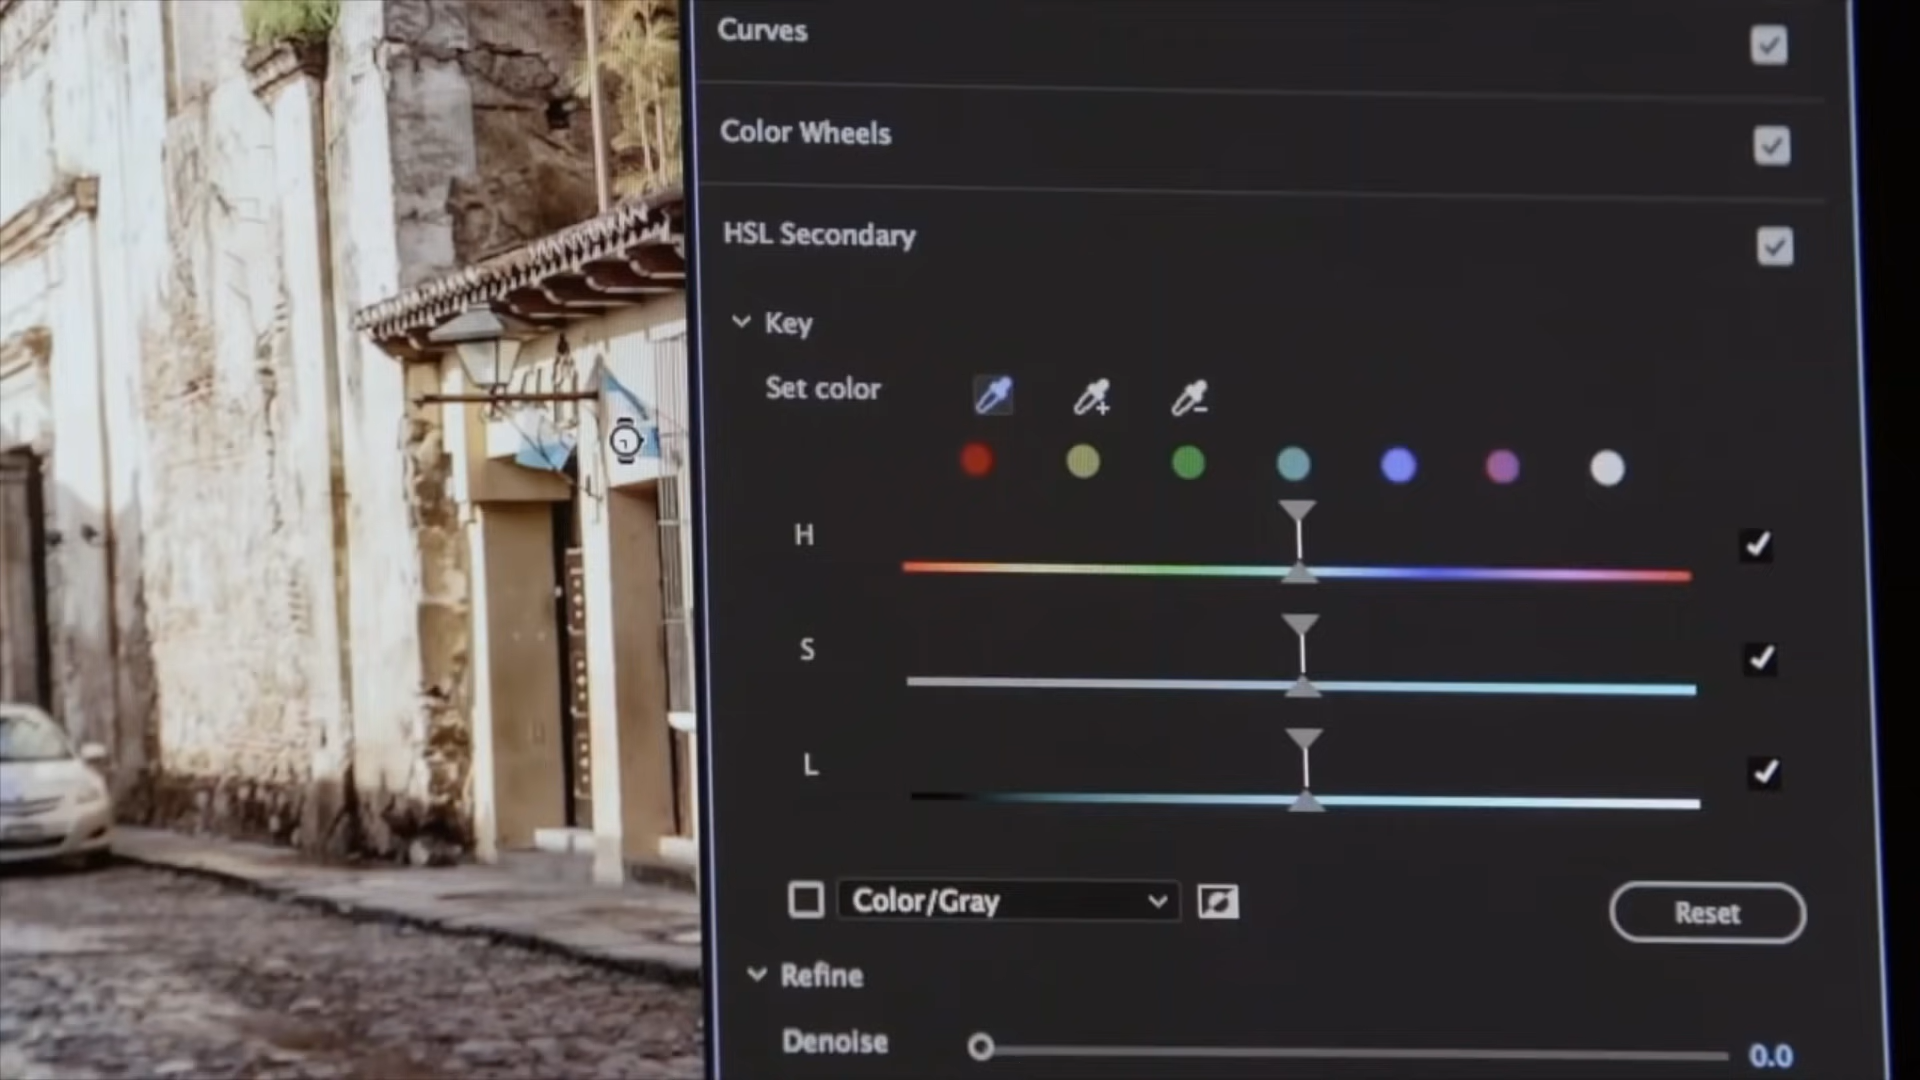 Curves
Color Wheels
HSL Secondary
Key
Set color
H
S
L
Color/Gray
Reset
Refine
Denoise
0.0